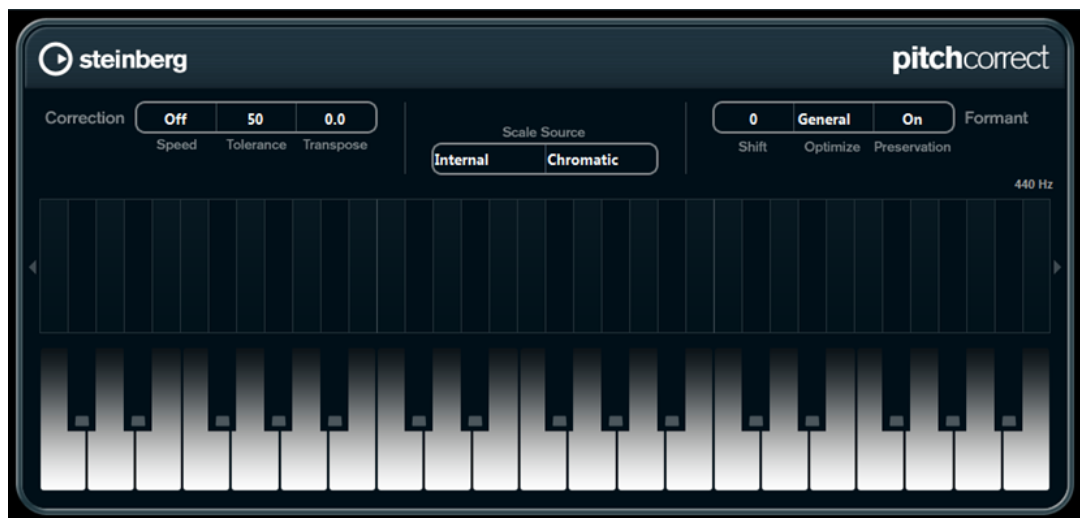 steinberg
pitchcorrect
Correction Off 50 0.0
Speed Tolerance Transpose
Scale Source
Internal Chromatic
0 General On Formant
Shift Optimize Preservation
440 Hz